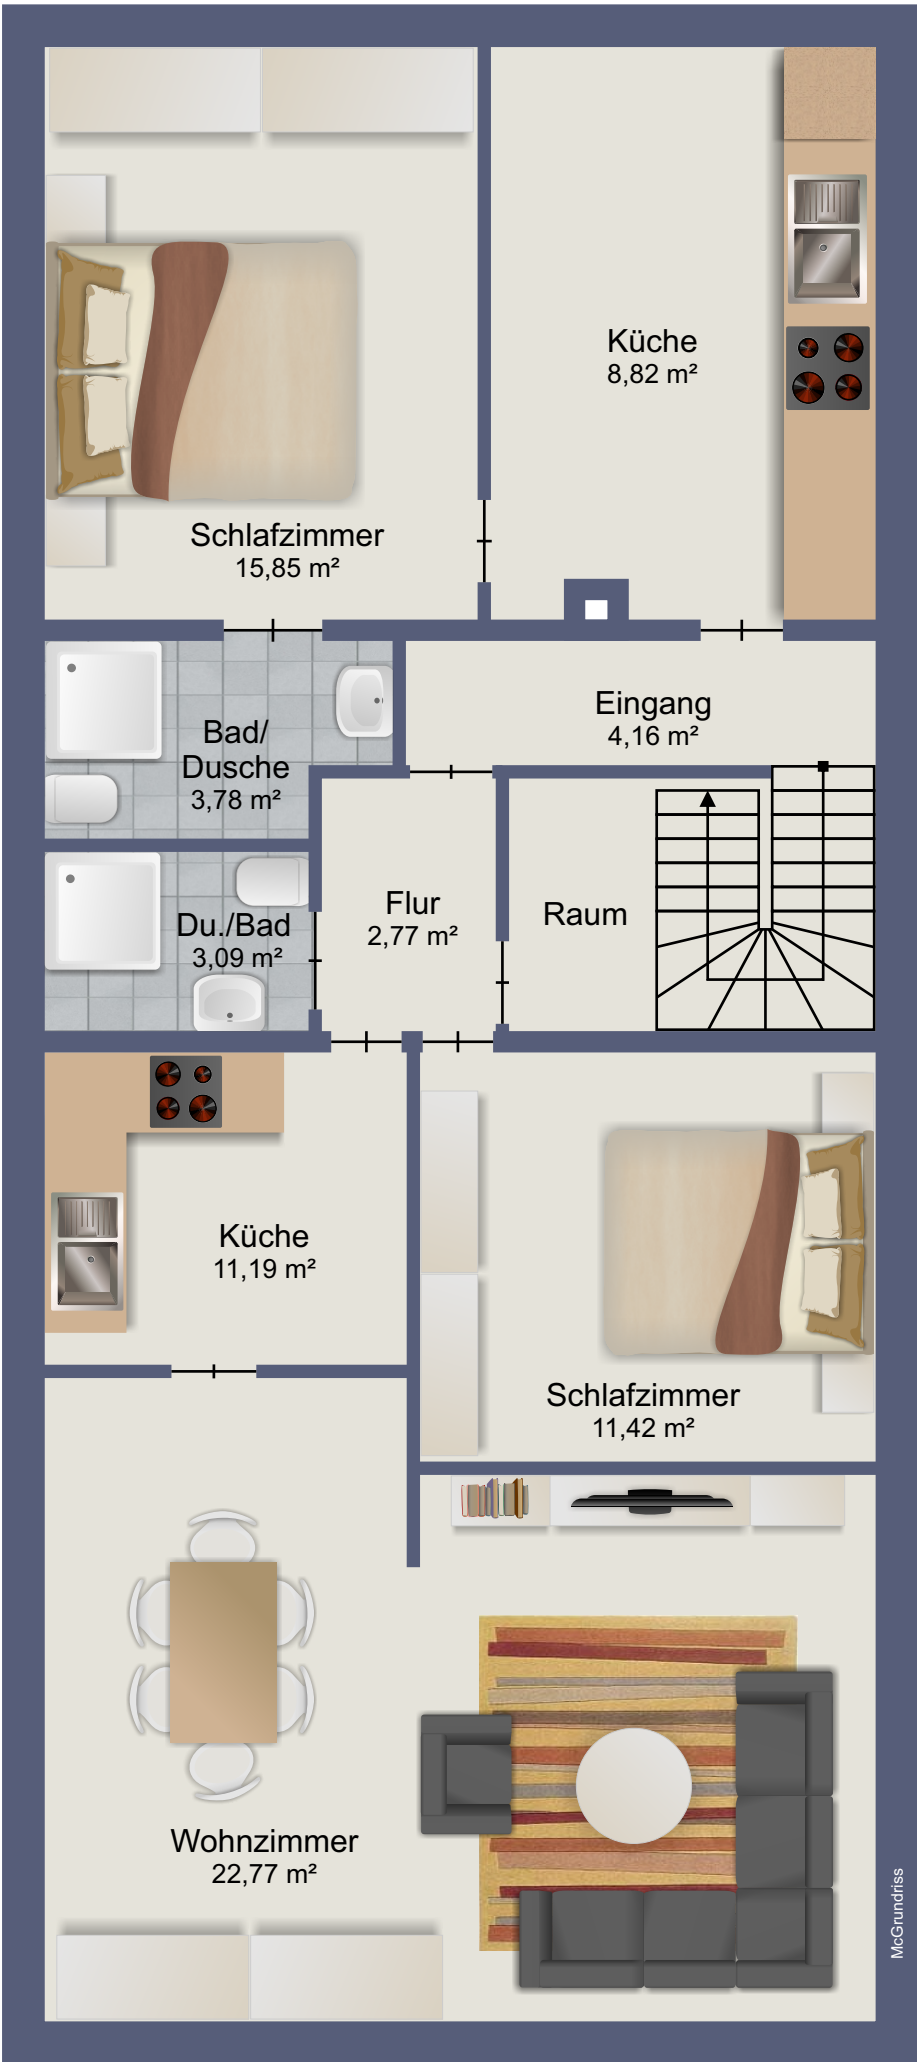 Küche
8,82 m²
Schlafzimmer
15,85 m²
Eingang
4,16 m²
Bad/
Dusche
3,78 m²
Flur
2,77 m²
Raum
Du./Bad
3,09 m²
Küche
11,19 m²
Schlafzimmer
11,42 m²
Wohnzimmer
22,77 m²
McGrundriss